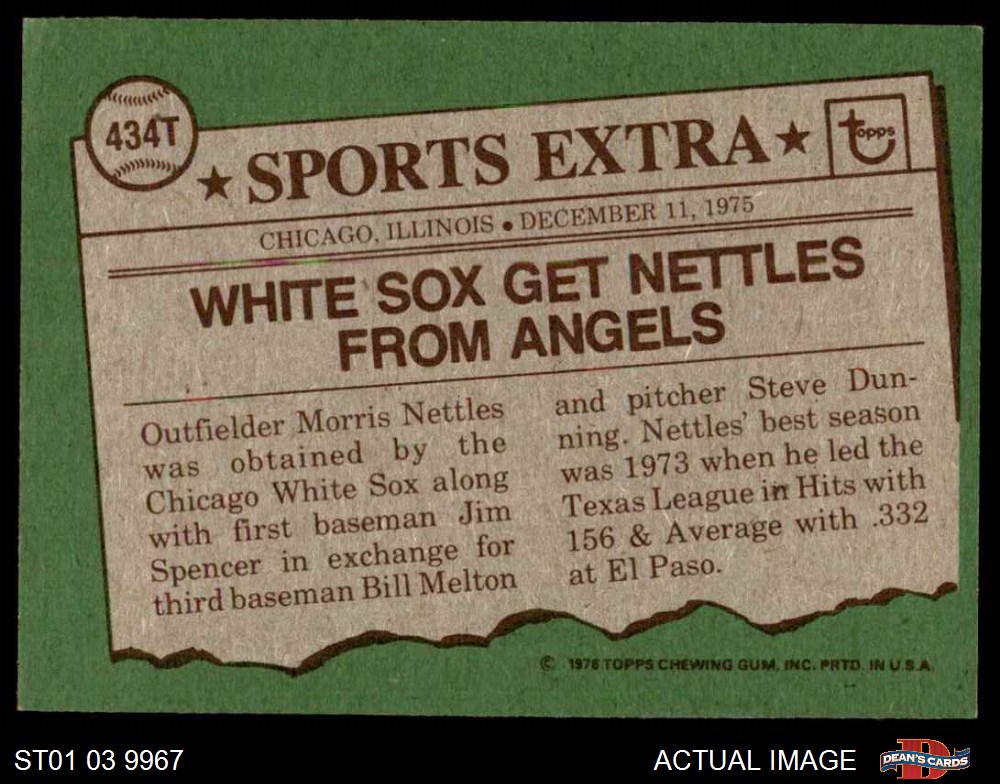 434T
★ SPORTS EXTRA ★
topps
CHICAGO, ILLINOIS • DECEMBER 11, 1975
WHITE SOX GET NETTLES
FROM ANGELS
Outfielder Morris Nettles
was obtained by the
Chicago White Sox along
with first baseman Jim
Spencer in exchange for
third baseman Bill Melton
and pitcher Steve Dun-
ning. Nettles' best season
was 1973 when he led the
Texas League in Hits with
156 & Average with .332
at El Paso.
© 1976 TOPPS CHEWING GUM, INC. PRTD. IN U.S.A.
ST01 03 9967
ACTUAL IMAGE
DEAN'S CARDS